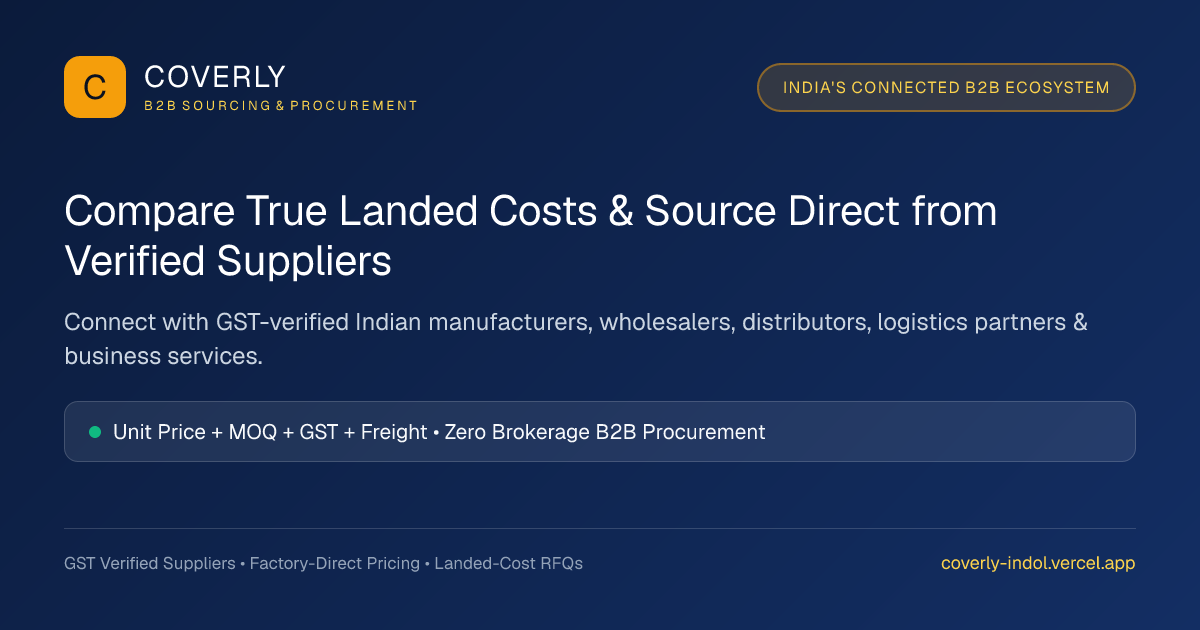 C
COVERLY
B2B SOURCING & PROCUREMENT
INDIA'S CONNECTED B2B ECOSYSTEM
Compare True Landed Costs & Source Direct from
Verified Suppliers
Connect with GST-verified Indian manufacturers, wholesalers, distributors, logistics partners &
business services.
Unit Price + MOQ + GST + Freight • Zero Brokerage B2B Procurement
GST Verified Suppliers • Factory-Direct Pricing • Landed-Cost RFQs
coverly-indol.vercel.app